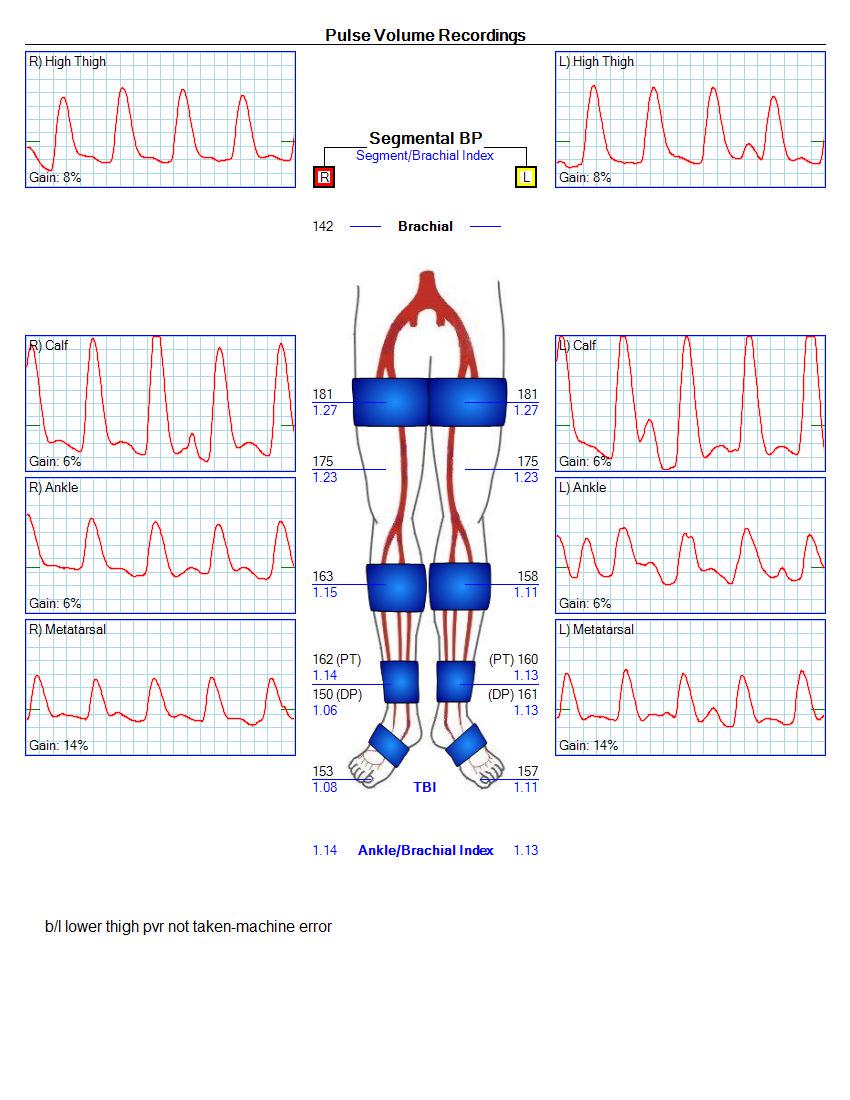 Pulse Volume Recordings
R) High Thigh
Gain: 8%
L) High Thigh
Gain: 8%
Segmental BP
Segment/Brachial Index
R
L
142 Brachial
R) Calf
Gain: 6%
L) Calf
Gain: 6%
181 181
1.27 1.27
175 175
1.23 1.23
R) Ankle
Gain: 6%
L) Ankle
Gain: 6%
163 158
1.15 1.11
R) Metatarsal
Gain: 14%
L) Metatarsal
Gain: 14%
162 (PT) (PT) 160
1.14 1.13
150 (DP) (DP) 161
1.06 1.13
153 157
1.08 TBI 1.11
1.14 Ankle/Brachial Index 1.13
b/l lower thigh pvr not taken-machine error